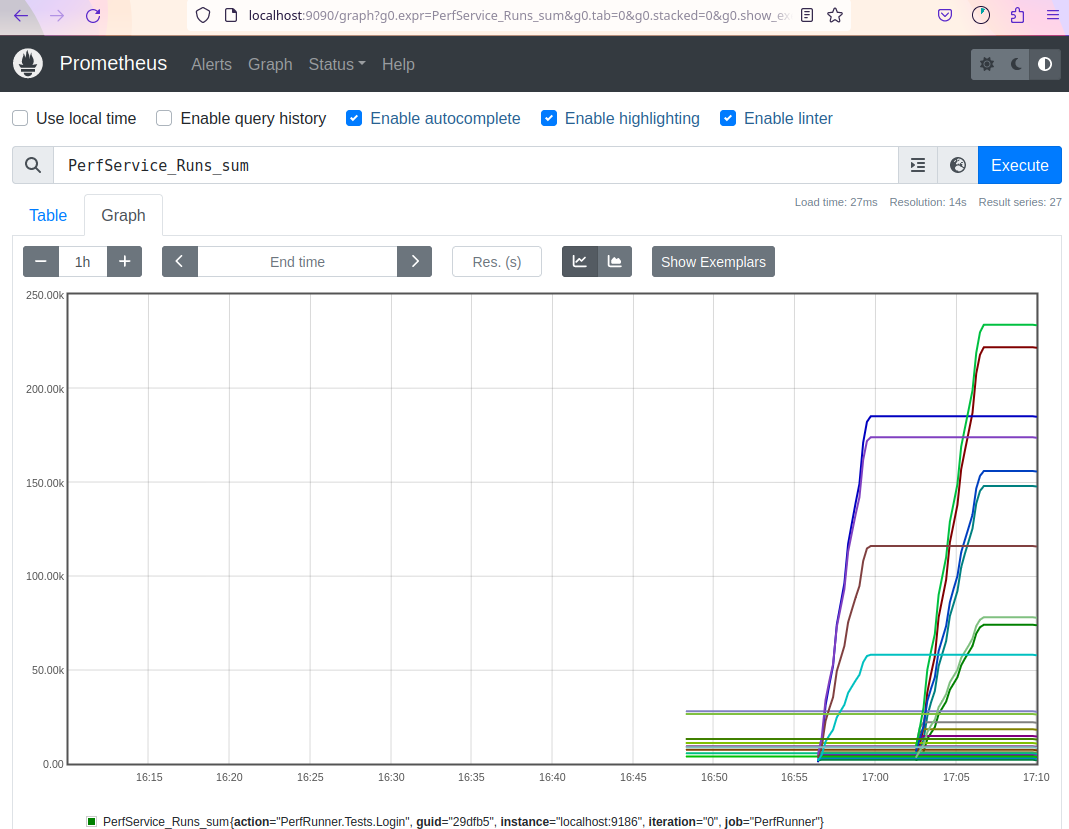 localhost:9090/graph?g0.expr=PerfService_Runs_sum&g0.tab=0&g0.stacked=0&g0.show_ex
Prometheus Alerts Graph Status Help
Use local time Enable query history Enable autocomplete Enable highlighting Enable linter
PerfService_Runs_sum Execute
Load time: 27ms Resolution: 14s Result series: 27
Table Graph
1h End time Res. (s) Show Exemplars
250.00k
200.00k
150.00k
100.00k
50.00k
0.00
16:15 16:20 16:25 16:30 16:35 16:40 16:45 16:50 16:55 17:00 17:05 17:10
PerfService_Runs_sum{action="PerfRunner.Tests.Login", guid="29dfb5", instance="localhost:9186", iteration="0", job="PerfRunner"}